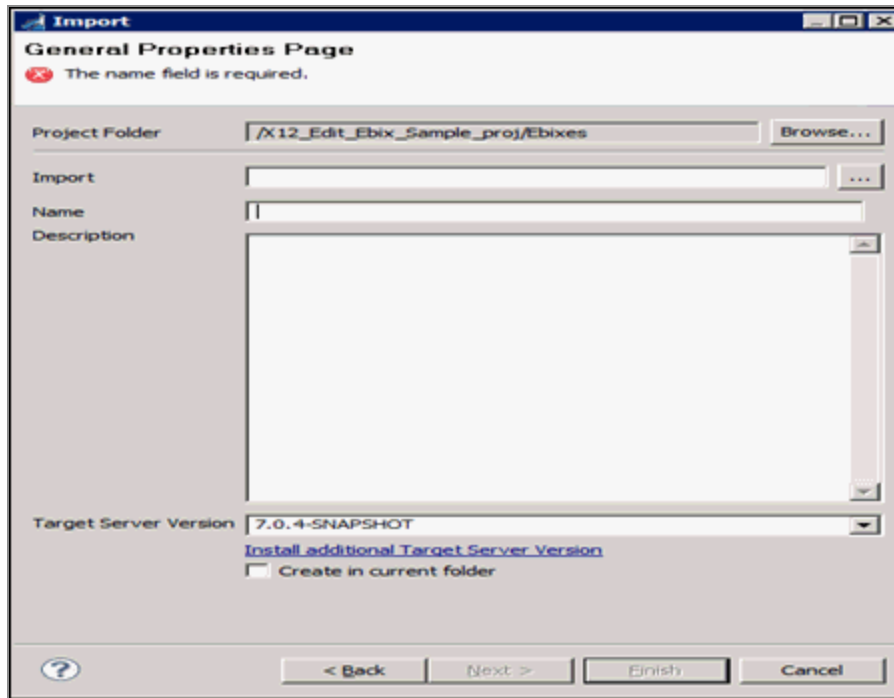 Import
General Properties Page
The name field is required.
Project Folder /X12_Edit_Ebix_Sample_proj/Ebixes Browse...
Import ...
Name
Description
Target Server Version 7.0.4-SNAPSHOT
Install additional Target Server Version
Create in current folder
? < Back Next > Finish Cancel